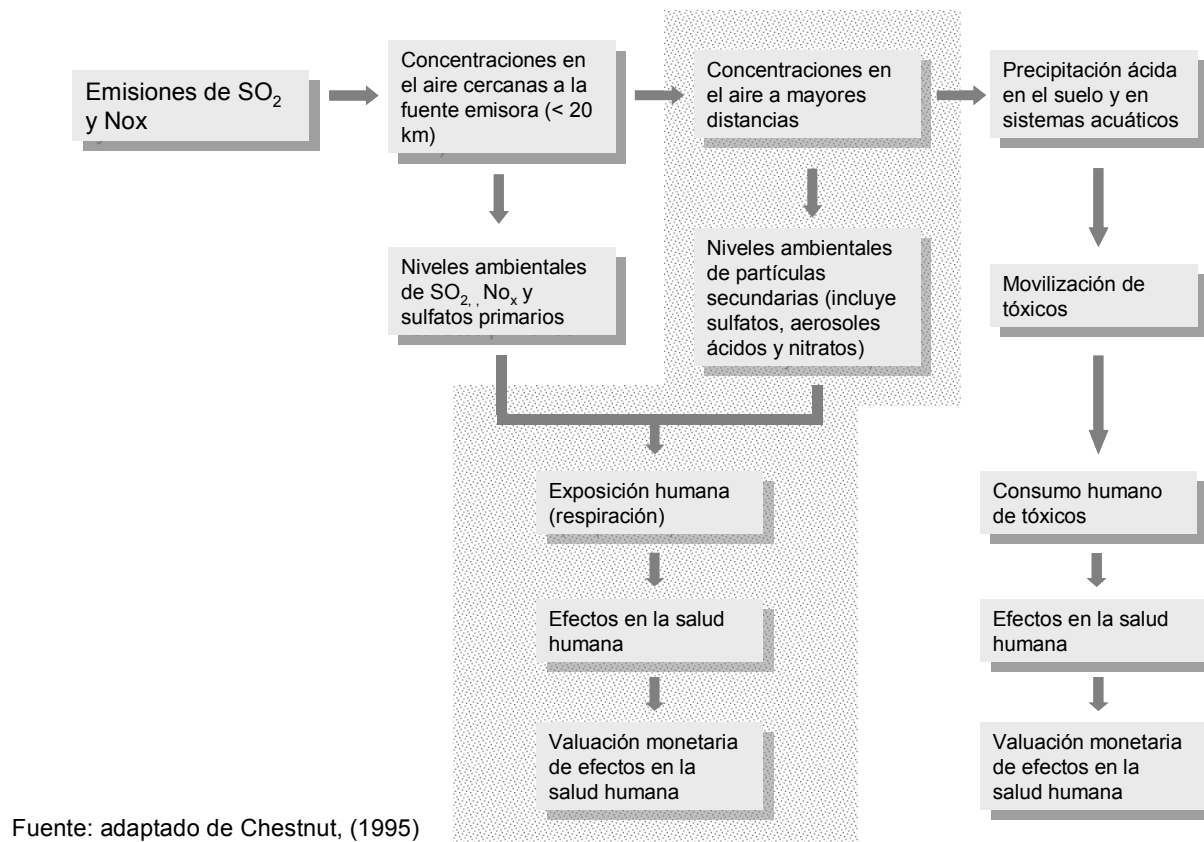 Emisiones de SO2
y Nox
Concentraciones en
el aire cercanas a la
fuente emisora (< 20
km)
Concentraciones en
el aire a mayores
distancias
Precipitación ácida
en el suelo y en
sistemas acuáticos
Niveles ambientales
de SO2, , Nox y
sulfatos primarios
Niveles ambientales
de partículas
secundarias (incluye
sulfatos, aerosoles
ácidos y nitratos)
Movilización de
tóxicos
Exposición humana
(respiración)
Consumo humano
de tóxicos
Efectos en la salud
humana
Efectos en la salud
humana
Valuación monetaria
de efectos en la
salud humana
Valuación monetaria
de efectos en la
salud humana
Fuente: adaptado de Chestnut, (1995)